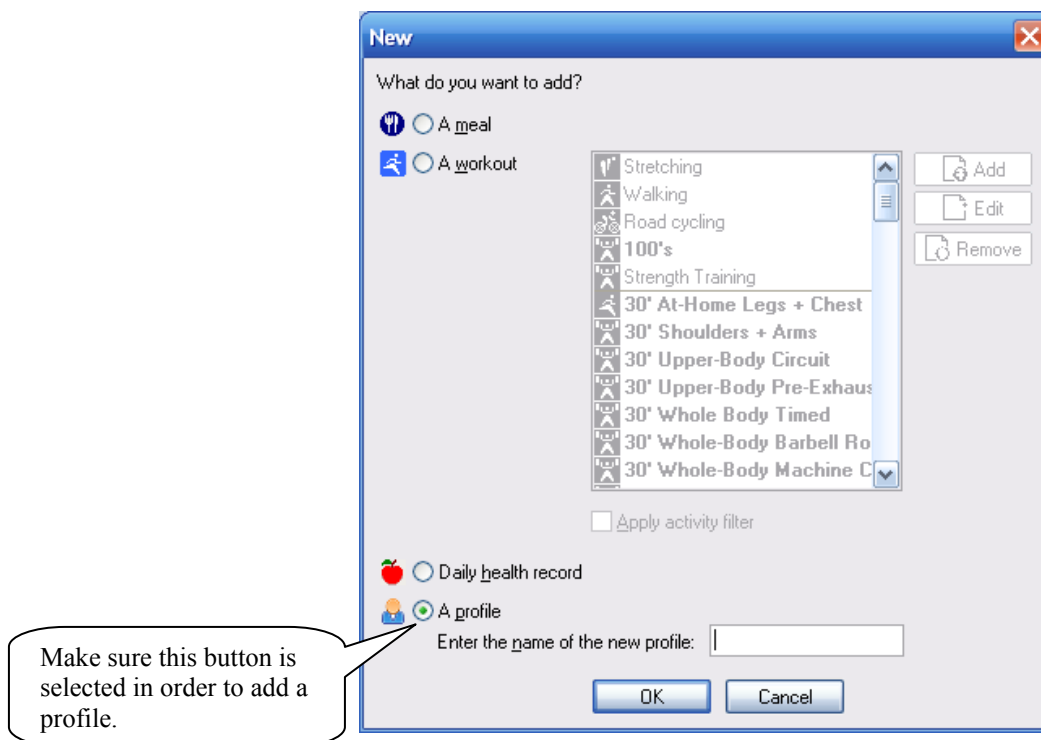 New
What do you want to add?
A meal
A workout
Stretching
Walking
Road cycling
100's
Strength Training
30' At-Home Legs + Chest
30' Shoulders + Arms
30' Upper-Body Circuit
30' Upper-Body Pre-Exhaus
30' Whole Body Timed
30' Whole-Body Barbell Ro
30' Whole-Body Machine C
Add
Edit
Remove
Apply activity filter
Daily health record
A profile
Enter the name of the new profile:
OK Cancel
Make sure this button is
selected in order to add a
profile.